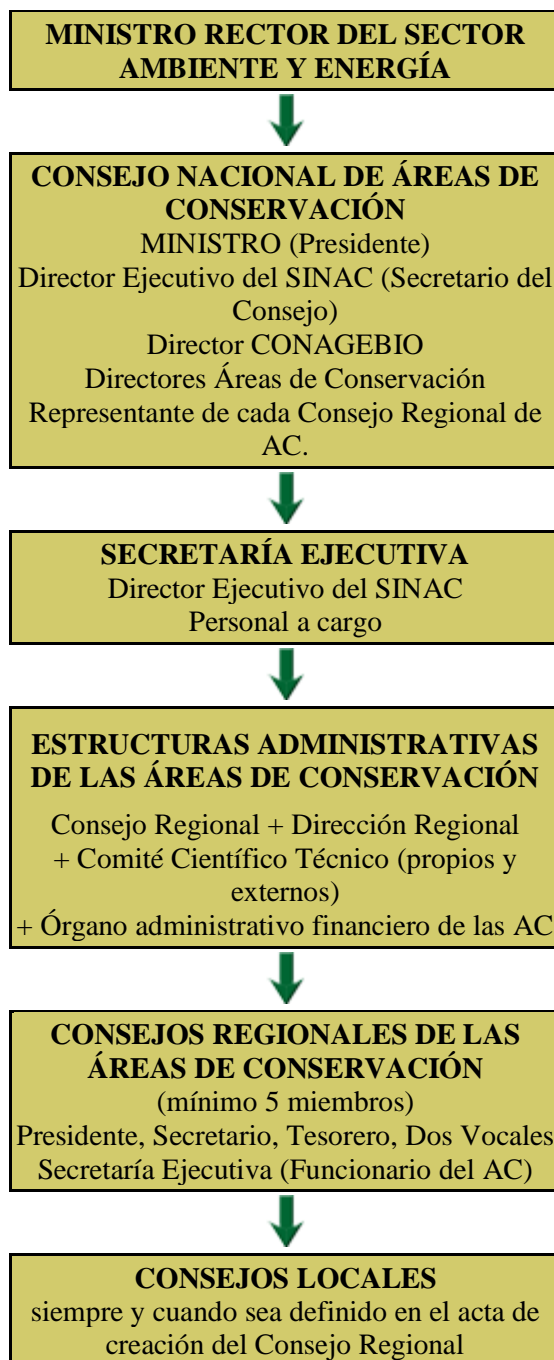 MINISTRO RECTOR DEL SECTOR
AMBIENTE Y ENERGÍA
CONSEJO NACIONAL DE ÁREAS DE
CONSERVACIÓN
MINISTRO (Presidente)
Director Ejecutivo del SINAC (Secretario del
Consejo)
Director CONAGEBIO
Directores Áreas de Conservación
Representante de cada Consejo Regional de
AC.
SECRETARÍA EJECUTIVA
Director Ejecutivo del SINAC
Personal a cargo
ESTRUCTURAS ADMINISTRATIVAS
DE LAS ÁREAS DE CONSERVACIÓN
Consejo Regional + Dirección Regional
+ Comité Científico Técnico (propios y
externos)
+ Órgano administrativo financiero de las AC
CONSEJOS REGIONALES DE LAS
ÁREAS DE CONSERVACIÓN
(mínimo 5 miembros)
Presidente, Secretario, Tesorero, Dos Vocales
Secretaría Ejecutiva (Funcionario del AC)
CONSEJOS LOCALES
siempre y cuando sea definido en el acta de
creación del Consejo Regional